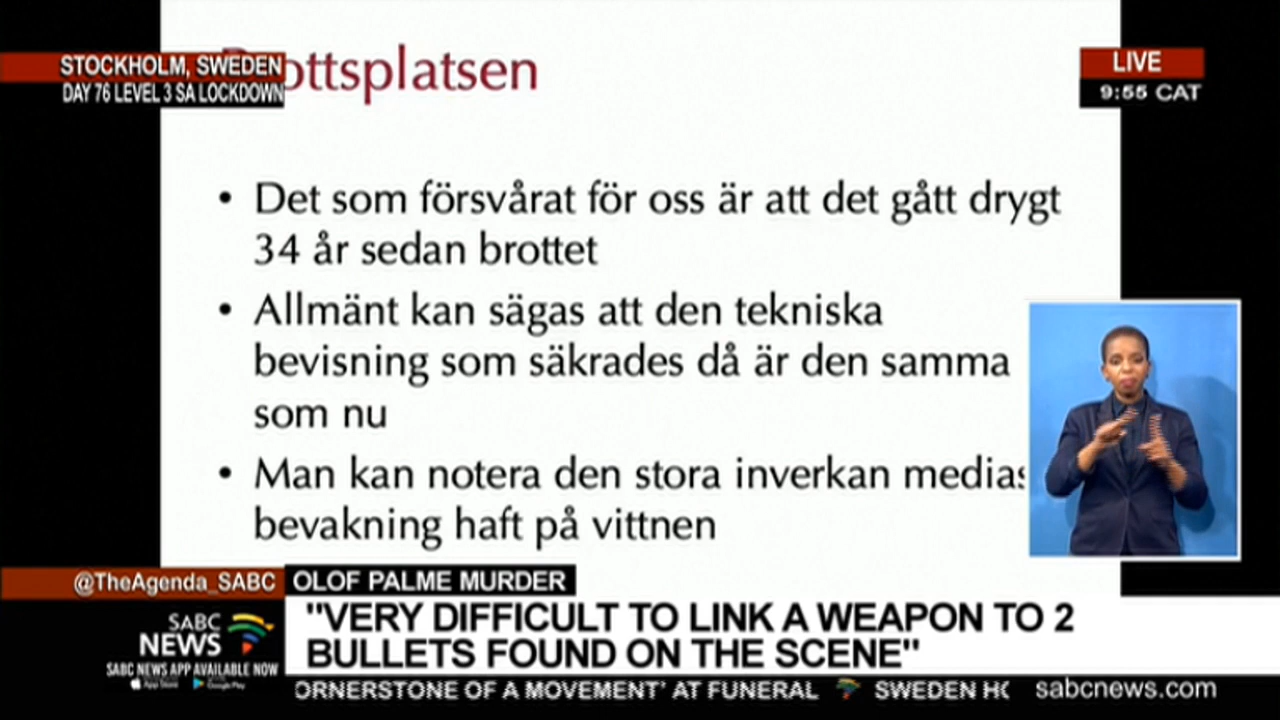 STOCKHOLM, SWEDEN
DAY 76 LEVEL 3 SA LOCKDOWN
ottsplatsen
LIVE
9:55 CAT
• Det som försvårat för oss är att det gått drygt
34 år sedan brottet
• Allmänt kan sägas att den tekniska
bevisning som säkrades då är den samma
som nu
• Man kan notera den stora inverkan medias
bevakning haft på vittnen
@TheAgenda_SABC
OLOF PALME MURDER
SABC
NEWS
SABC NEWS APP AVAILABLE NOW
App Store Google Play
"VERY DIFFICULT TO LINK A WEAPON TO 2
BULLETS FOUND ON THE SCENE"
ORNERSTONE OF A MOVEMENT' AT FUNERAL SWEDEN HO
sabcnews.com